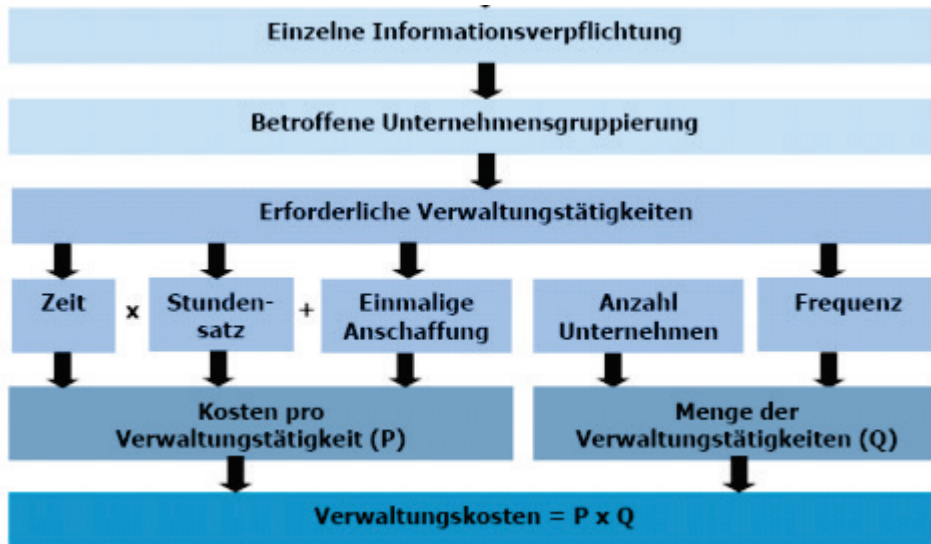 Einzelne Informationsverpflichtung
Betroffene Unternehmensgruppierung
Erforderliche Verwaltungstätigkeiten
Zeit
x
Stunden-
satz
+
Einmalige
Anschaffung
Anzahl
Unternehmen
Frequenz
Kosten pro
Verwaltungstätigkeit (P)
Menge der
Verwaltungstätigkeiten (Q)
Verwaltungskosten = P x Q